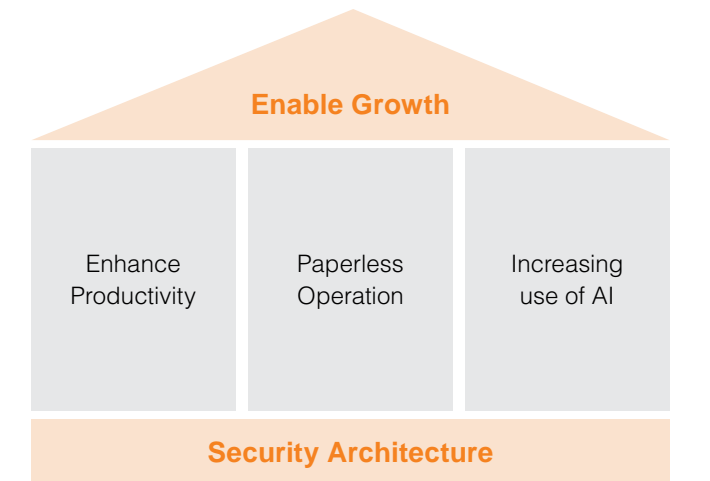 Enable Growth
Enhance
Productivity
Paperless
Operation
Increasing
use of AI
Security Architecture